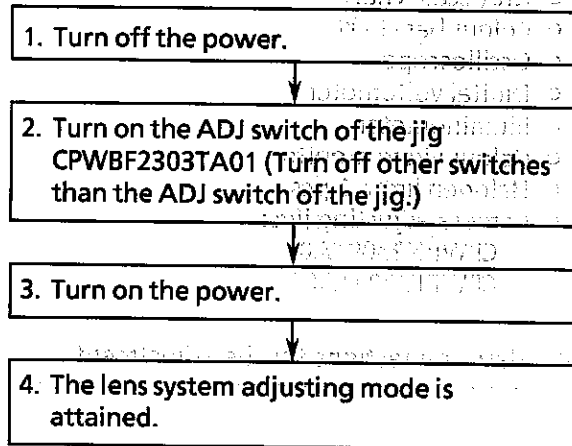 1. Turn off the power.
2. Turn on the ADJ switch of the jig
CPWBF2303TA01 (Turn off other switches
than the ADJ switch of the jig.)
3. Turn on the power.
4. The lens system adjusting mode is
attained.